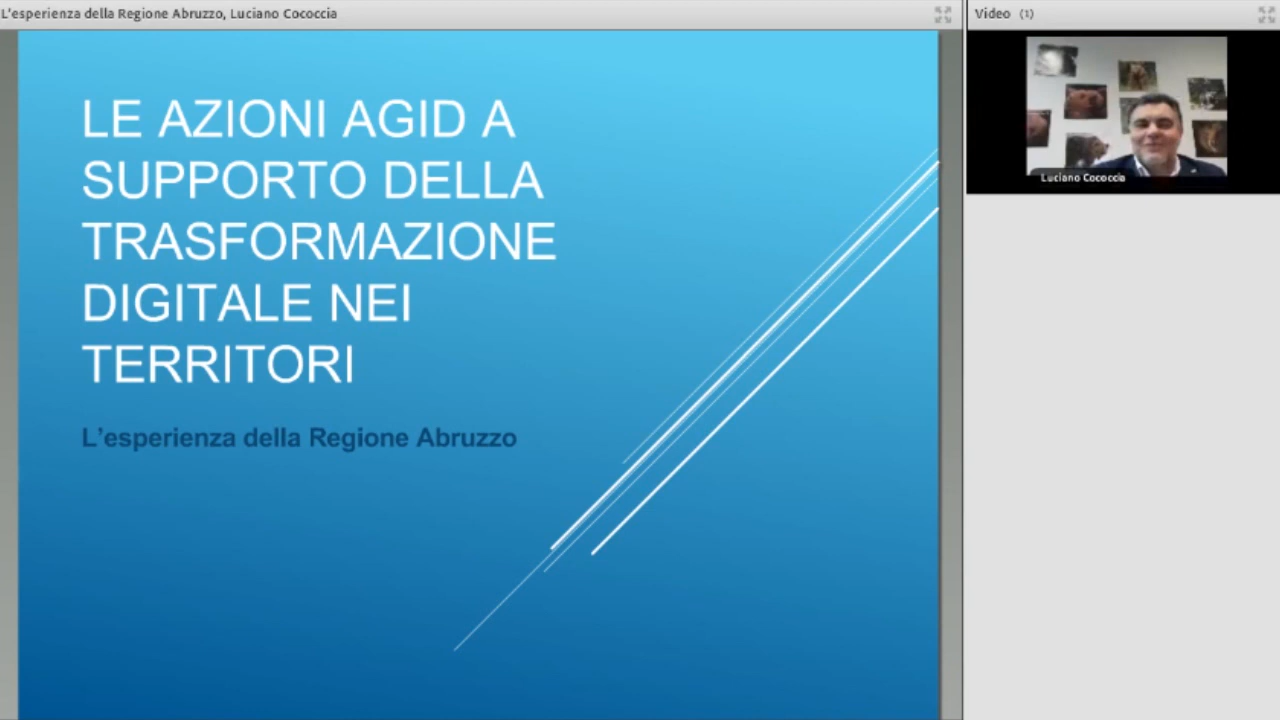 L'esperienza della Regione Abruzzo, Luciano Cococcia
Video (1)
LE AZIONI AGID A
SUPPORTO DELLA
TRASFORMAZIONE
DIGITALE NEI
TERRITORI
L'esperienza della Regione Abruzzo
Luciano Cococcia